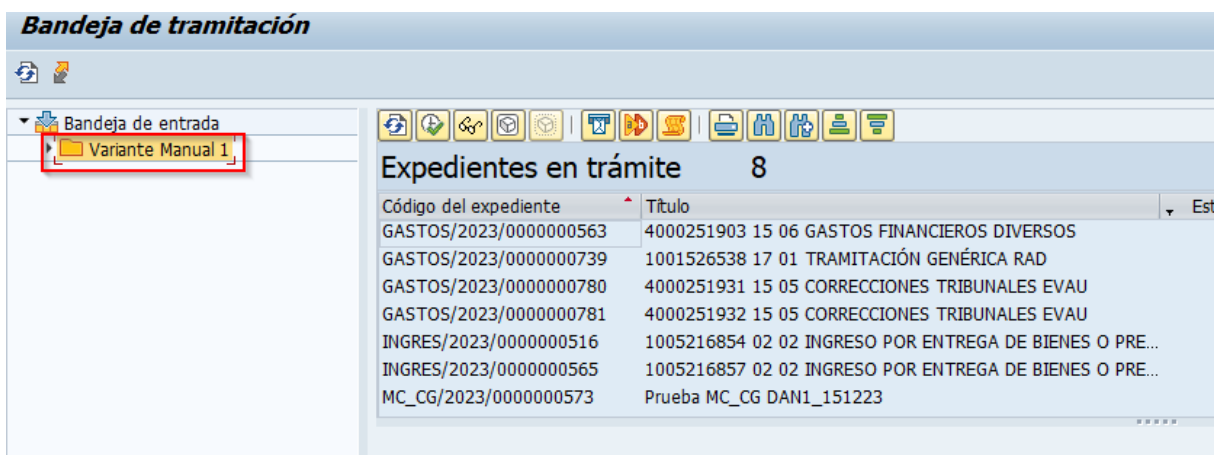 Bandeja de tramitación
Bandeja de entrada
Variante Manual 1
Expedientes en trámite 8
Código del expediente Título Est
GASTOS/2023/0000000563 4000251903 15 06 GASTOS FINANCIEROS DIVERSOS
GASTOS/2023/0000000739 1001526538 17 01 TRAMITACIÓN GENÉRICA RAD
GASTOS/2023/0000000780 4000251931 15 05 CORRECCIONES TRIBUNALES EVAU
GASTOS/2023/0000000781 4000251932 15 05 CORRECCIONES TRIBUNALES EVAU
INGRES/2023/0000000516 1005216854 02 02 INGRESO POR ENTREGA DE BIENES O PRE...
INGRES/2023/0000000565 1005216857 02 02 INGRESO POR ENTREGA DE BIENES O PRE...
MC_CG/2023/0000000573 Prueba MC_CG DAN1_151223